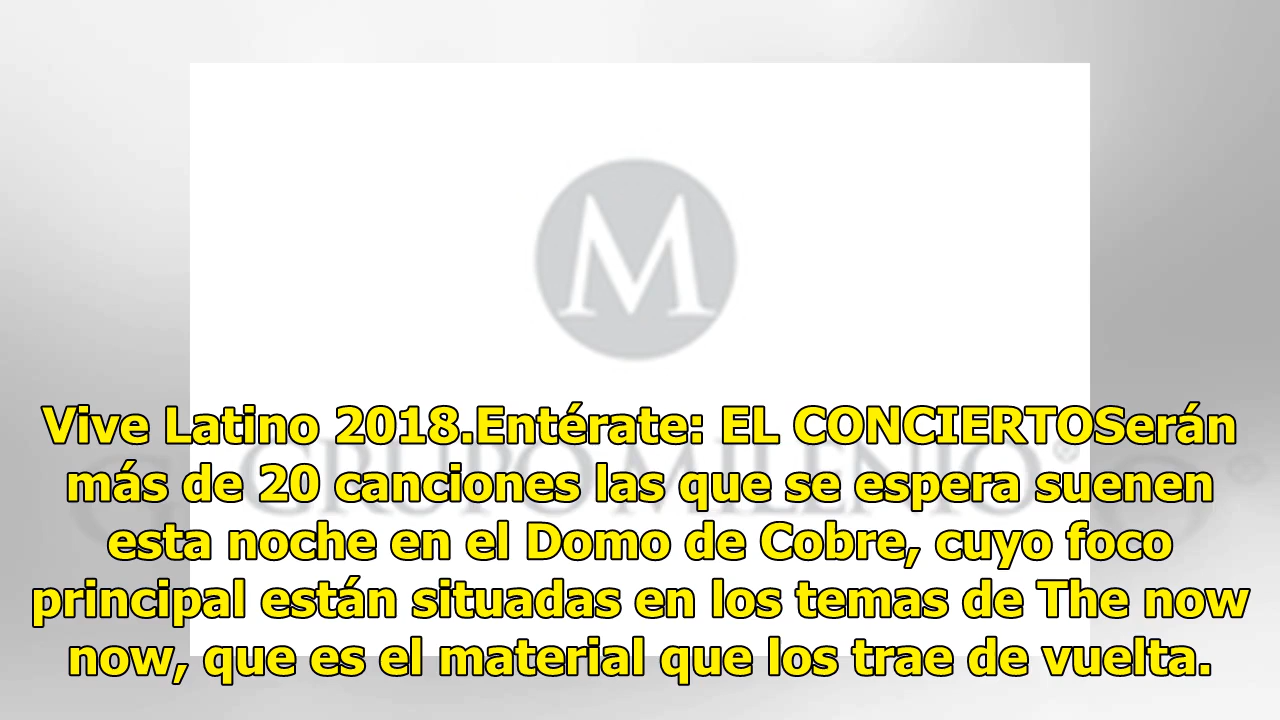 M
Vive Latino 2018.Entérate: EL CONCIERTOSerán
más de 20 canciones las que se espera suenen
esta noche en el Domo de Cobre, cuyo foco
principal están situadas en los temas de The now
now, que es el material que los trae de vuelta.
GRUPO MILENIO®